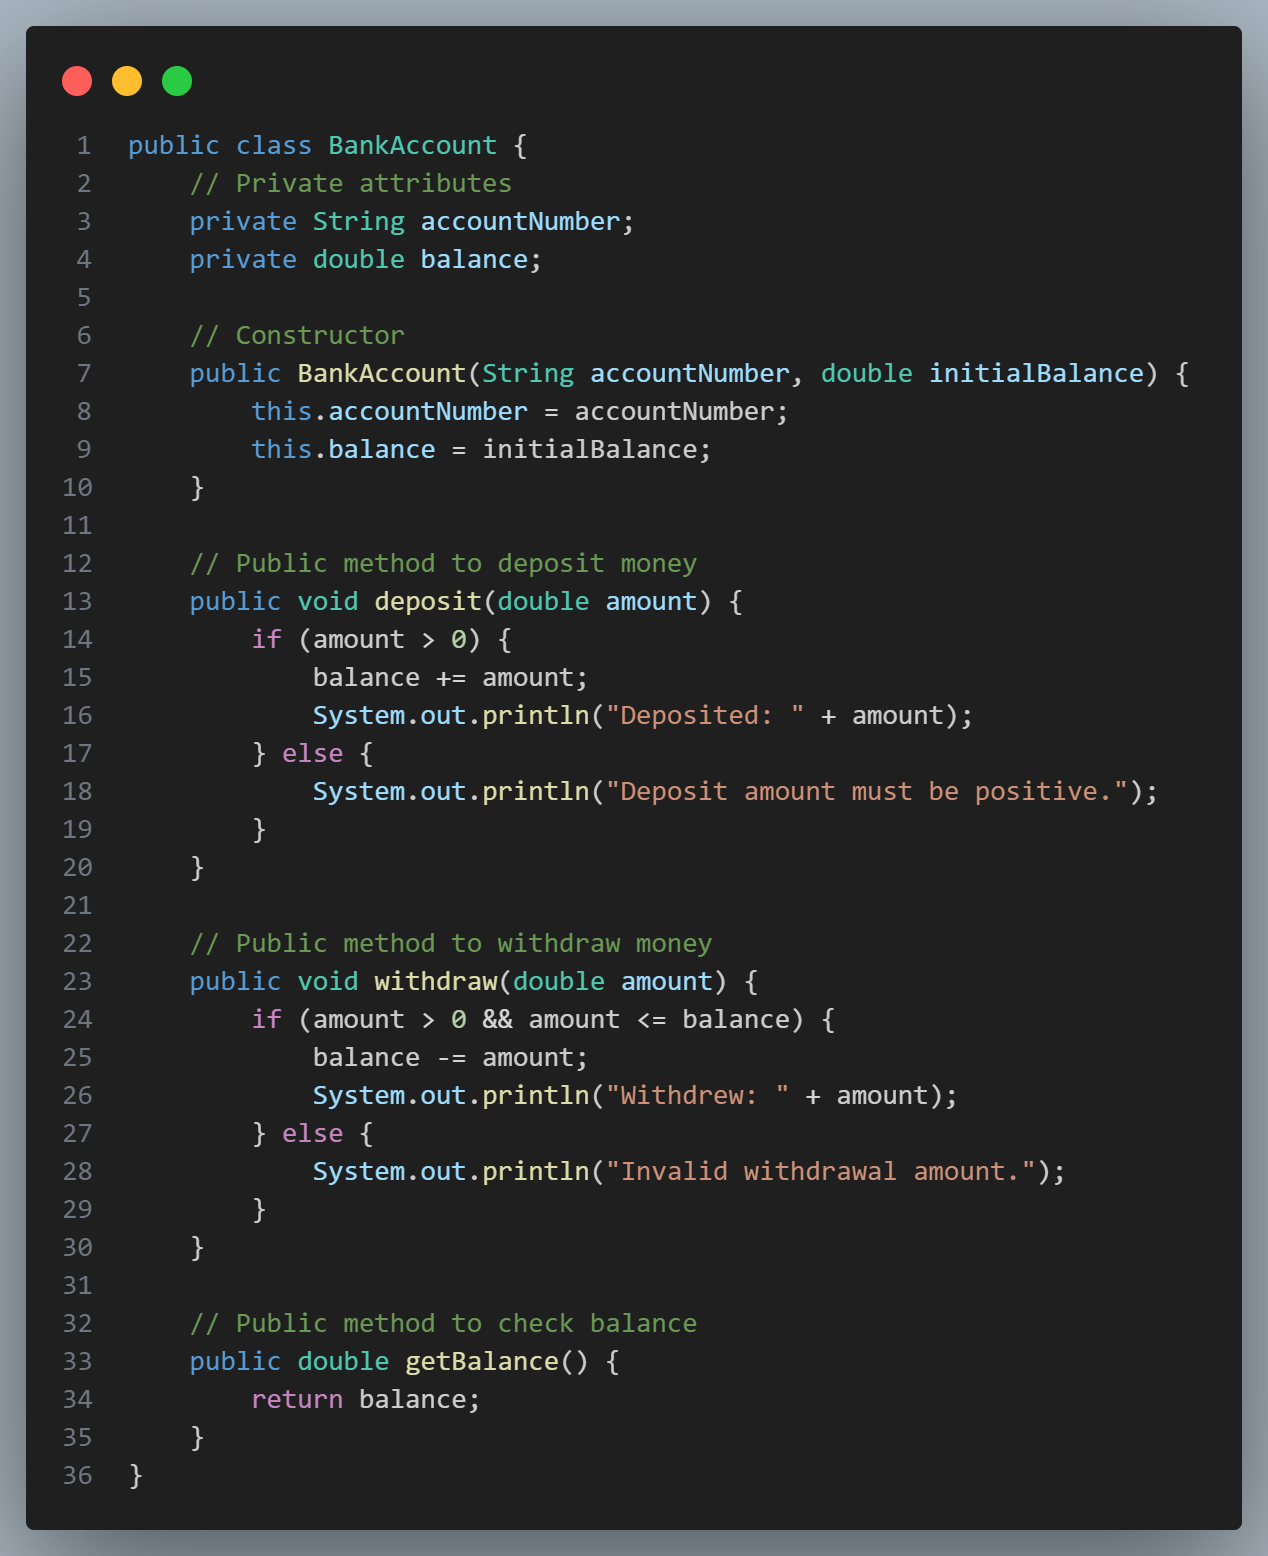 1 public class BankAccount {
2     // Private attributes
3     private String accountNumber;
4     private double balance;
5
6     // Constructor
7     public BankAccount(String accountNumber, double initialBalance) {
8         this.accountNumber = accountNumber;
9         this.balance = initialBalance;
10     }
11
12     // Public method to deposit money
13     public void deposit(double amount) {
14         if (amount > 0) {
15             balance += amount;
16             System.out.println("Deposited: " + amount);
17         } else {
18             System.out.println("Deposit amount must be positive.");
19         }
20     }
21
22     // Public method to withdraw money
23     public void withdraw(double amount) {
24         if (amount > 0 && amount <= balance) {
25             balance -= amount;
26             System.out.println("Withdrew: " + amount);
27         } else {
28             System.out.println("Invalid withdrawal amount.");
29         }
30     }
31
32     // Public method to check balance
33     public double getBalance() {
34         return balance;
35     }
36 }